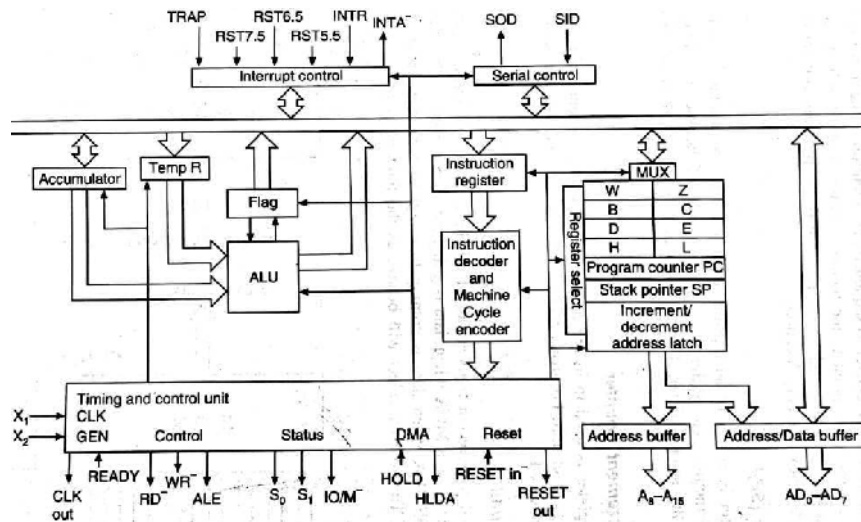 TRAP RST6.5 INTR INTA‾ SOD SID
RST7.5 RST5.5
Interrupt control
Serial control
Accumulator
Temp R
Flag
ALU
Instruction
register
Instruction
decoder
and
Machine
Cycle
encoder
MUX
Register select
W Z
B C
D E
H L
Program counter PC
Stack pointer SP
Increment/
decrement
address latch
Timing and control unit
X₁ CLK
X₂ GEN Control Status DMA Reset
Address buffer
Address/Data buffer
READY WR‾ HOLD RESET in‾
CLK
out
RD‾ ALE S₀ S₁ IO/M‾ HLDA
RESET
out
A₈–A₁₅
AD₀–AD₇